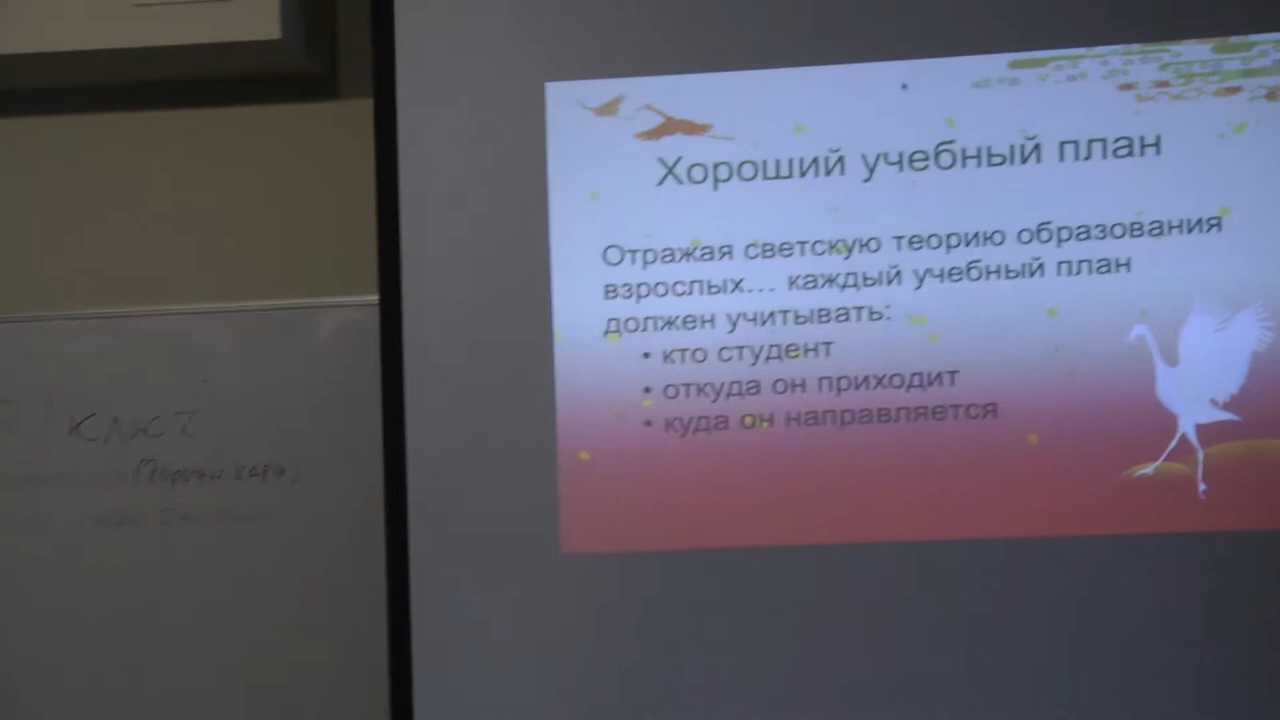 Хороший учебный план
Отражая светскую теорию образования
взрослых... каждый учебный план
должен учитывать:
• кто студент
• откуда он приходит
• куда он направляется